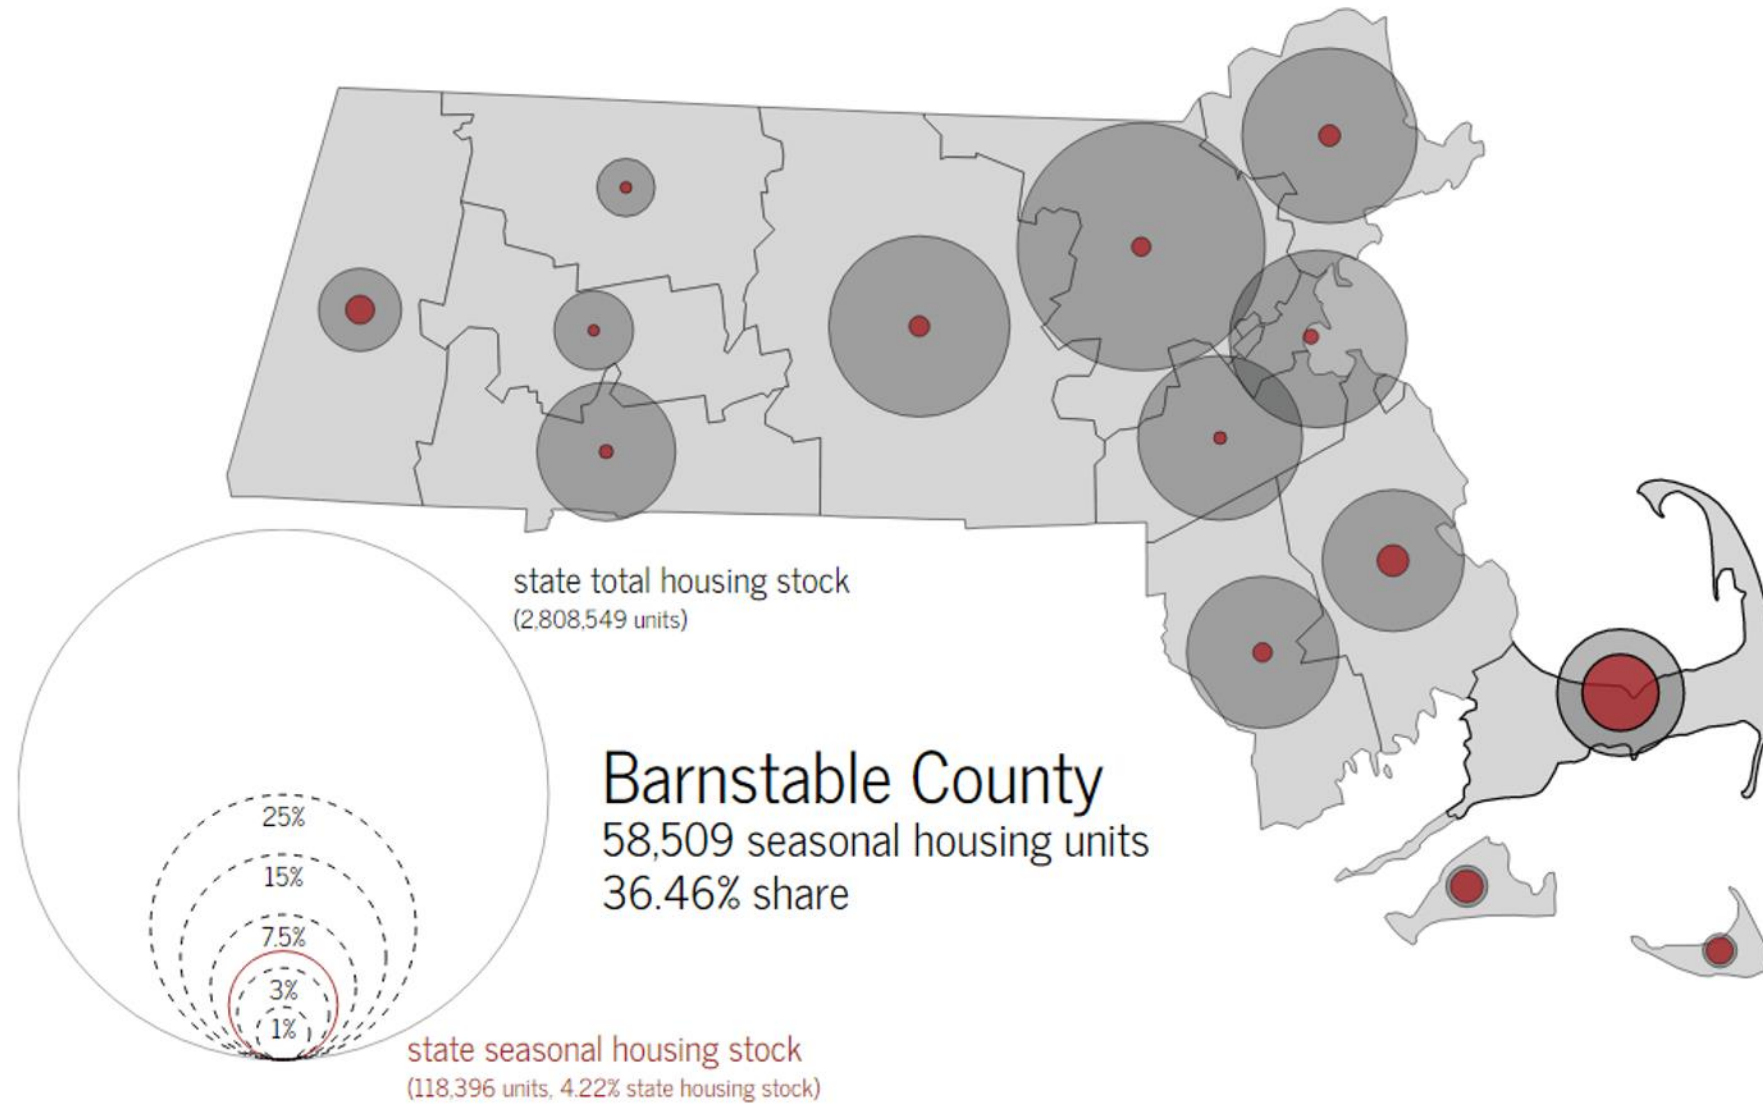 state total housing stock
(2,808,549 units)
Barnstable County
58,509 seasonal housing units
36.46% share
25%
15%
7.5%
3%
1%
state seasonal housing stock
(118,396 units, 4.22% state housing stock)